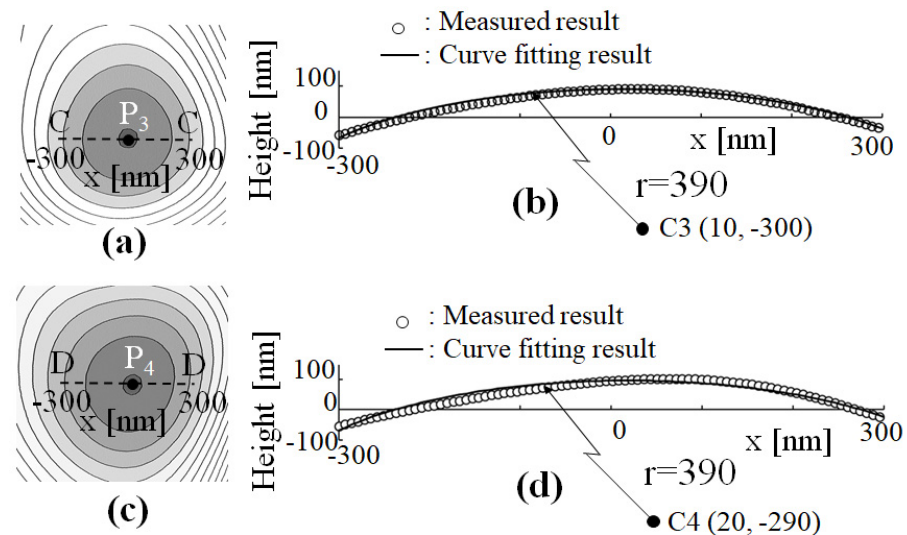 P3
C C
-300 300
x [nm]
(a)
○ : Measured result
— : Curve fitting result
Height [nm]
100
0
-100
-300
0
x [nm]
300
r=390
(b)
C3 (10, -300)
P4
D D
-300 300
x [nm]
(c)
○ : Measured result
— : Curve fitting result
Height [nm]
100
0
-100
-300
0
x [nm]
300
r=390
(d)
C4 (20, -290)